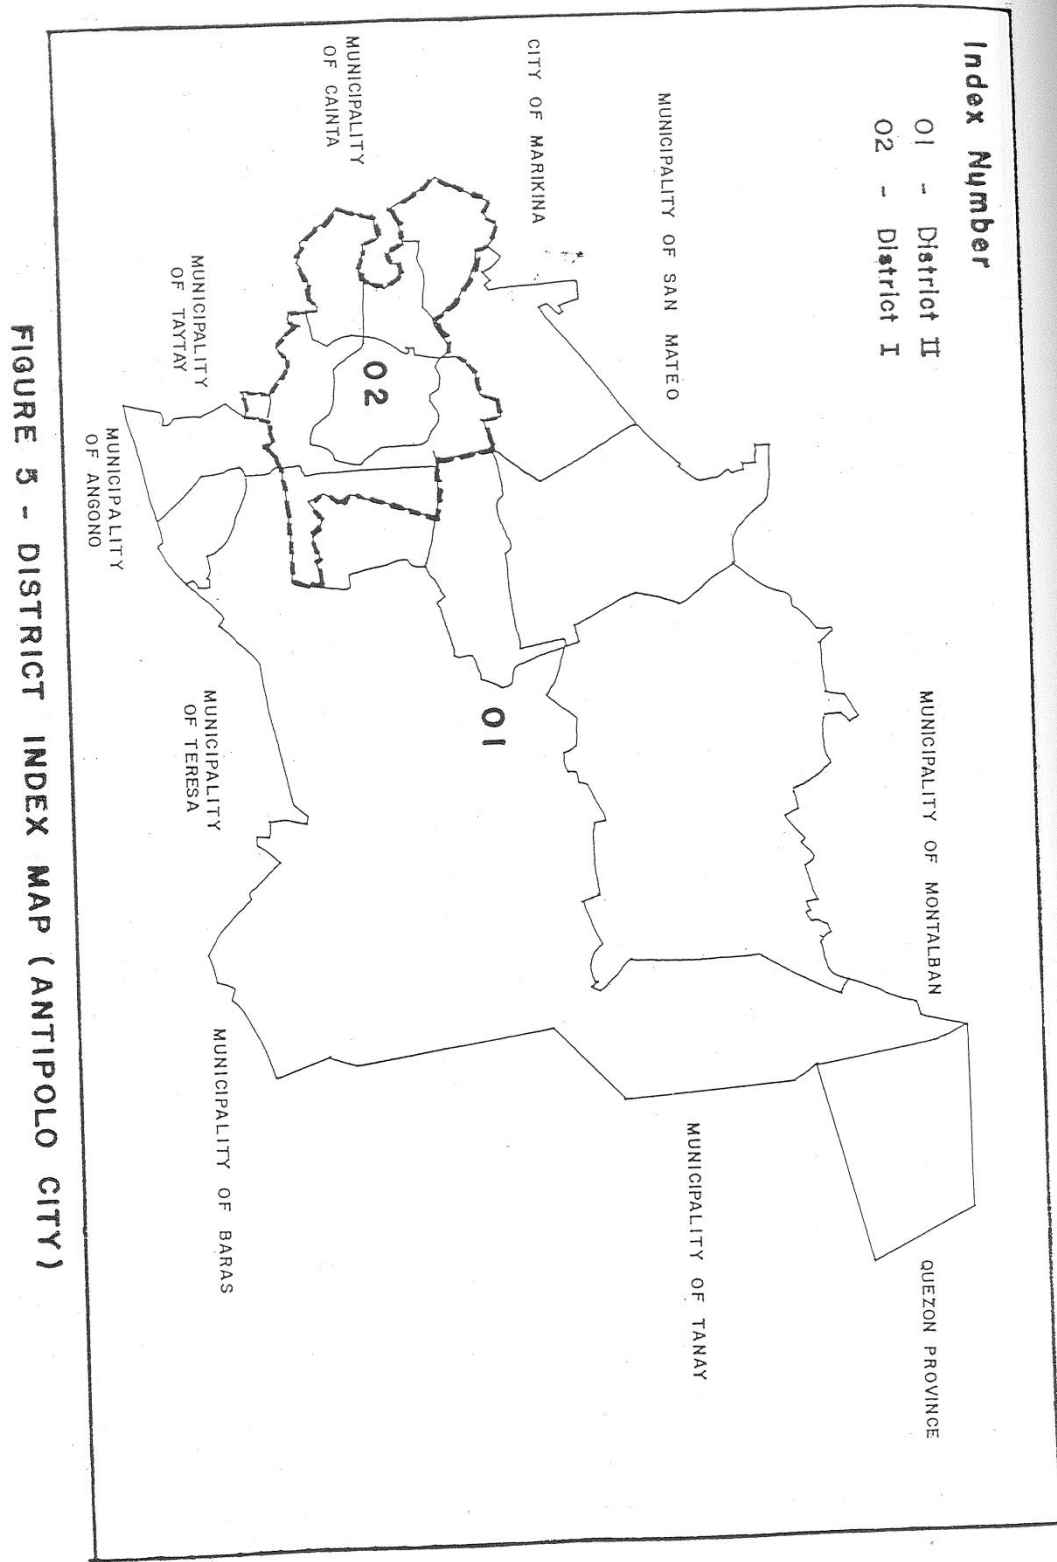 Index Number
01 - District II
02 - District I
MUNICIPALITY OF MONTALBAN
QUEZON PROVINCE
MUNICIPALITY OF SAN MATEO
MUNICIPALITY OF TANAY
CITY OF MARIKINA
01
MUNICIPALITY
OF CAINTA
02
MUNICIPALITY
OF TAYTAY
MUNICIPALITY
OF TERESA
MUNICIPALITY OF BARAS
MUNICIPALITY
OF ANGONO
FIGURE 5 - DISTRICT INDEX MAP (ANTIPOLO CITY)